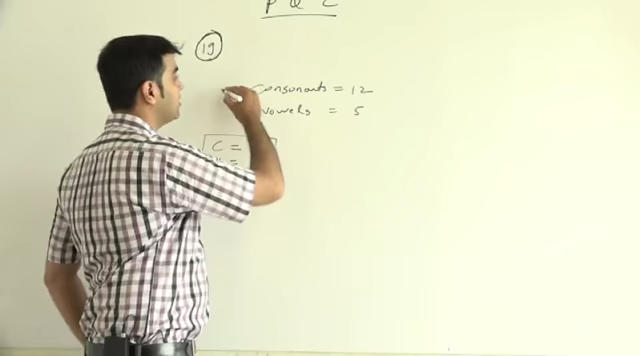 P & C
19
Consonants = 12
Vowels = 5
C =
=